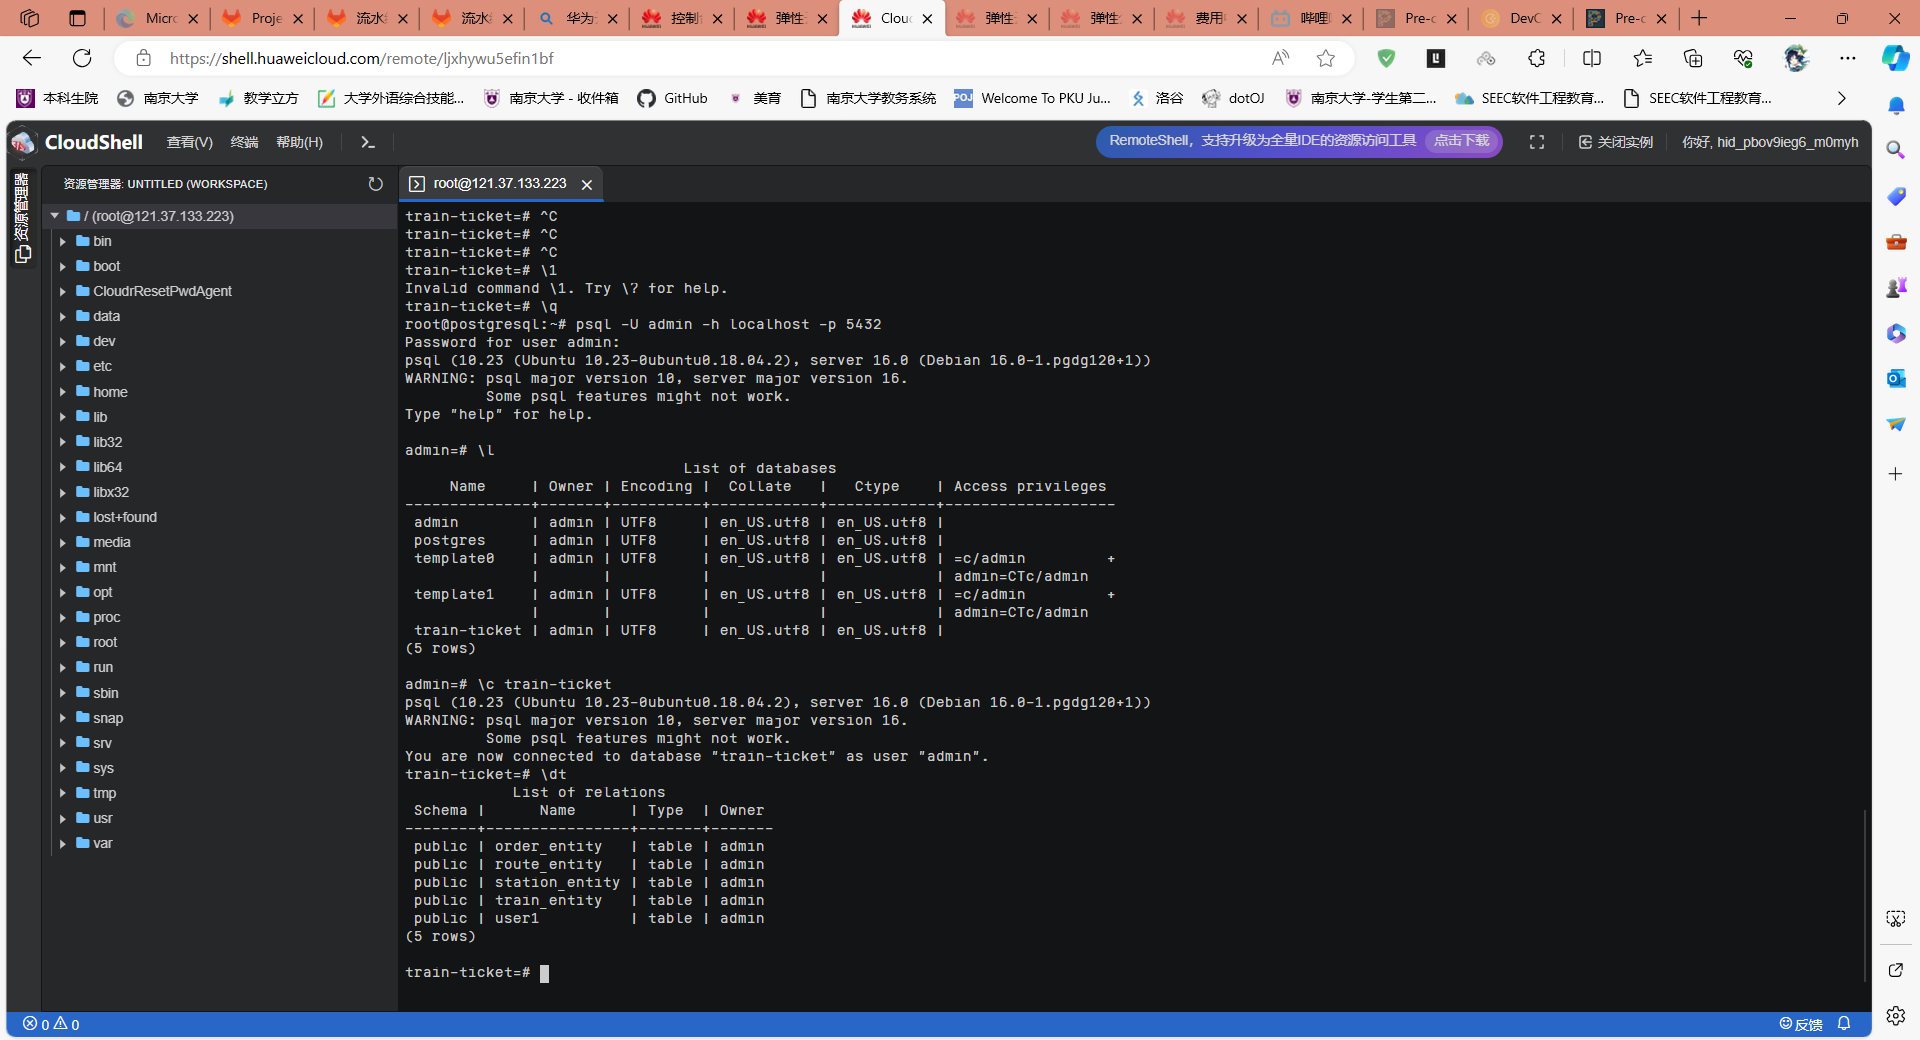 Micr
Proje
流水
流水
华为
控制
弹性
Clou
弹性
弹性
费用
哔哩
Pre-c
DevC
Pre-c
https://shell.huaweicloud.com/remote/ljxhywu5efin1bf
本科生院
南京大学
教学立方
大学外语综合技能...
南京大学 - 收件箱
GitHub
美育
南京大学教务系统
POJ
Welcome To PKU Ju...
洛谷
dotOJ
南京大学-学生第二...
SEEC软件工程教育...
SEEC软件工程教育...
CloudShell
查看(V)
终端
帮助(H)
RemoteShell，支持升级为全量IDE的资源访问工具
点击下载
关闭实例
你好, hid_pbov9ieg6_m0myh
资源管理器
资源管理器: UNTITLED (WORKSPACE)
/ (root@121.37.133.223)
bin
boot
CloudrResetPwdAgent
data
dev
etc
home
lib
lib32
lib64
libx32
lost+found
media
mnt
opt
proc
root
run
sbin
snap
srv
sys
tmp
usr
var
root@121.37.133.223
train-ticket=# ^C
train-ticket=# ^C
train-ticket=# ^C
train-ticket=# \1
Invalid command \1. Try \? for help.
train-ticket=# \q
root@postgresql:~# psql -U admin -h localhost -p 5432
Password for user admin:
psql (10.23 (Ubuntu 10.23-0ubuntu0.18.04.2), server 16.0 (Debian 16.0-1.pgdg120+1))
WARNING: psql major version 10, server major version 16.
Some psql features might not work.
Type "help" for help.
admin=# \l
List of databases
Name | Owner | Encoding | Collate | Ctype | Access privileges
--------------+-------+----------+------------+------------+-------------------
admin | admin | UTF8 | en_US.utf8 | en_US.utf8 |
postgres | admin | UTF8 | en_US.utf8 | en_US.utf8 |
template0 | admin | UTF8 | en_US.utf8 | en_US.utf8 | =c/admin +
| | | | | admin=CTc/admin
template1 | admin | UTF8 | en_US.utf8 | en_US.utf8 | =c/admin +
| | | | | admin=CTc/admin
train-ticket | admin | UTF8 | en_US.utf8 | en_US.utf8 |
(5 rows)
admin=# \c train-ticket
psql (10.23 (Ubuntu 10.23-0ubuntu0.18.04.2), server 16.0 (Debian 16.0-1.pgdg120+1))
WARNING: psql major version 10, server major version 16.
Some psql features might not work.
You are now connected to database "train-ticket" as user "admin".
train-ticket=# \dt
List of relations
Schema | Name | Type | Owner
--------+----------------+-------+-------
public | order_entity | table | admin
public | route_entity | table | admin
public | station_entity | table | admin
public | train_entity | table | admin
public | user1 | table | admin
(5 rows)
train-ticket=#
0
0
反馈